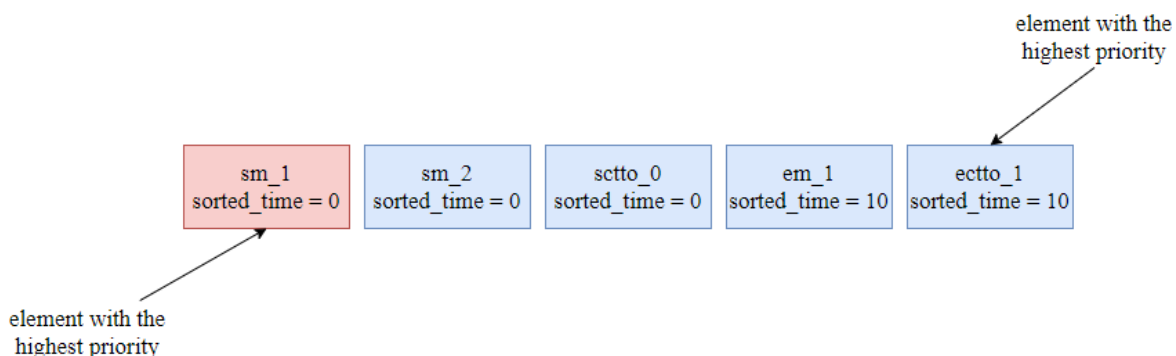 element with the
highest priority
sm_1
sorted_time = 0
sm_2
sorted_time = 0
sctto_0
sorted_time = 0
em_1
sorted_time = 10
ectto_1
sorted_time = 10
element with the
highest priority